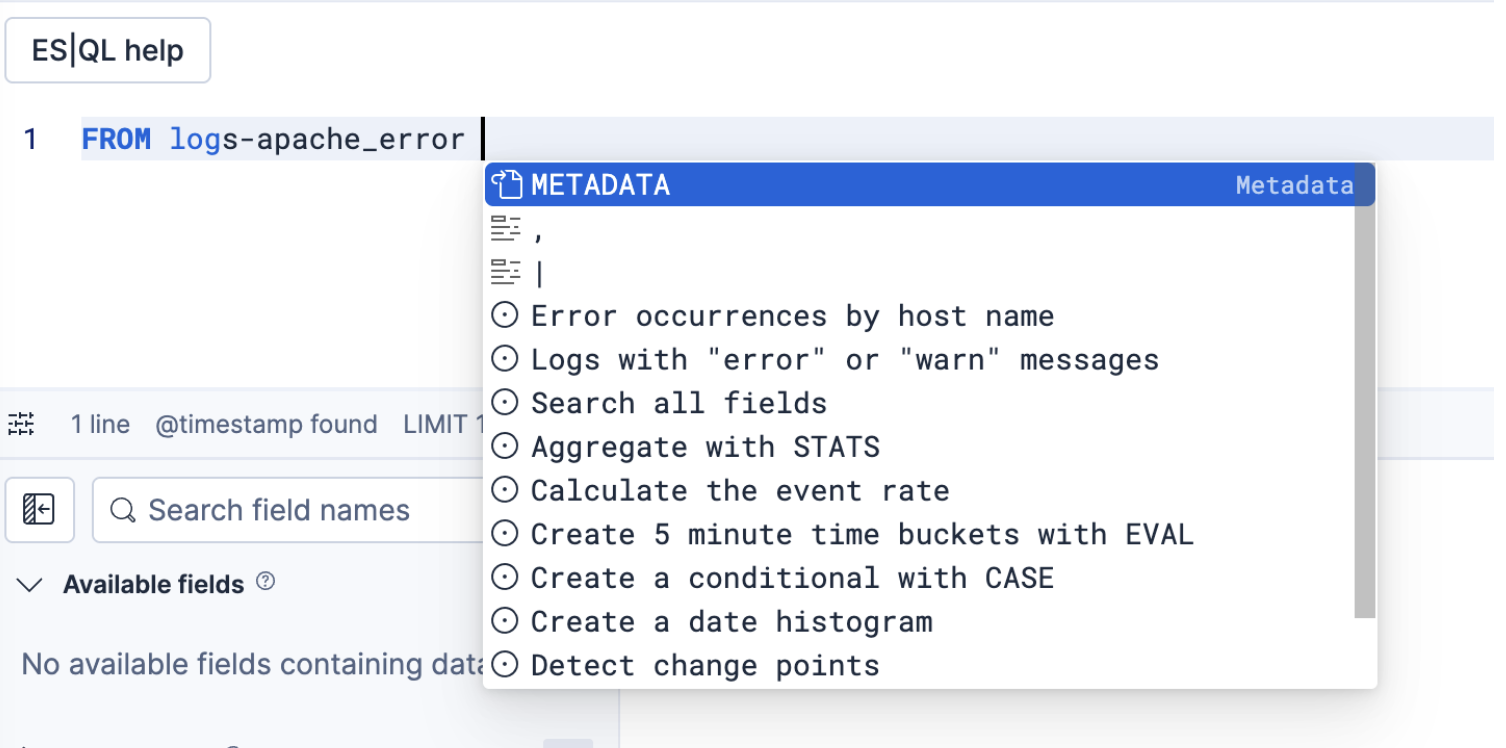 ES|QL help
1 FROM logs-apache_error
METADATA Metadata
,
|
Error occurrences by host name
Logs with "error" or "warn" messages
Search all fields
Aggregate with STATS
Calculate the event rate
Create 5 minute time buckets with EVAL
Create a conditional with CASE
Create a date histogram
Detect change points
1 line @timestamp found LIMIT 1
Search field names
Available fields
No available fields containing data